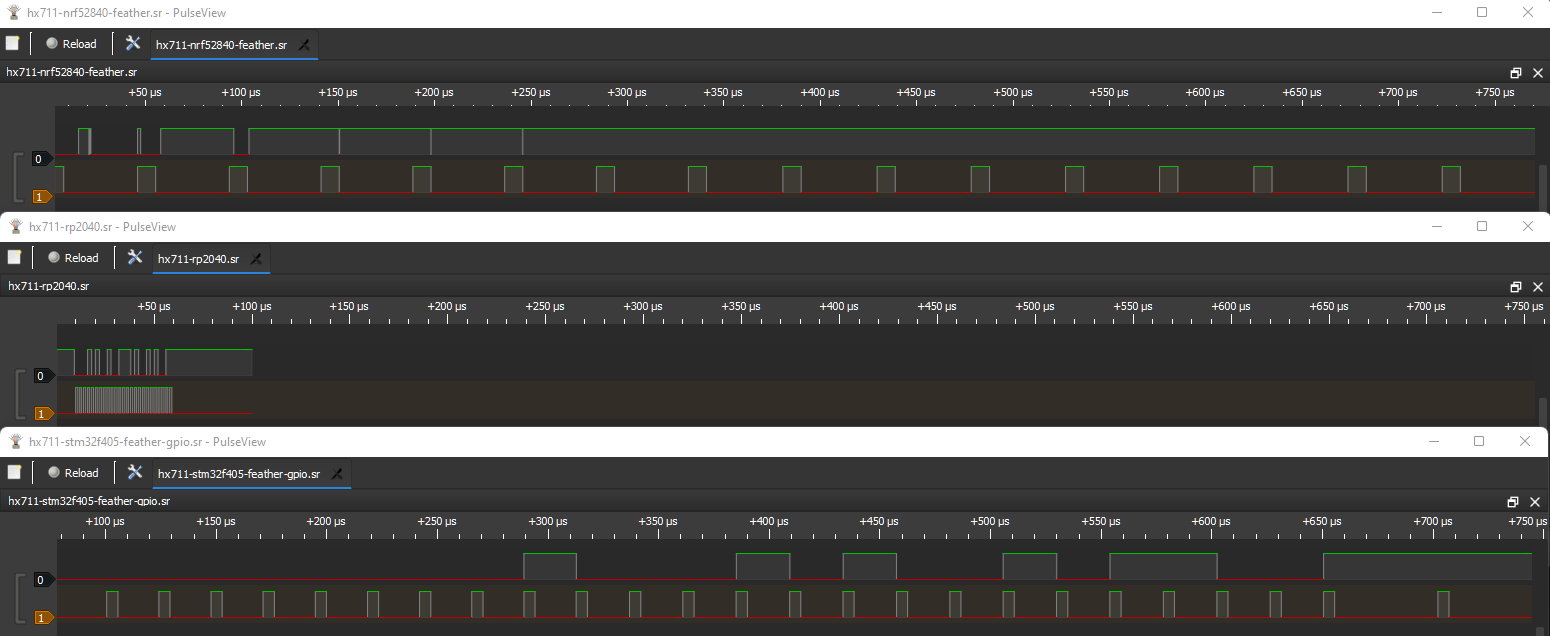 hx711-nrf52840-feather.sr - PulseView
Reload hx711-nrf52840-feather.sr
hx711-nrf52840-feather.sr
+50 µs +100 µs +150 µs +200 µs +250 µs +300 µs +350 µs +400 µs +450 µs +500 µs +550 µs +600 µs +650 µs +700 µs +750 µs
0
1
hx711-rp2040.sr - PulseView
Reload hx711-rp2040.sr
hx711-rp2040.sr
+50 µs +100 µs +150 µs +200 µs +250 µs +300 µs +350 µs +400 µs +450 µs +500 µs +550 µs +600 µs +650 µs +700 µs +750 µs
0
1
hx711-stm32f405-feather-gpio.sr - PulseView
Reload hx711-stm32f405-feather-gpio.sr
hx711-stm32f405-feather-gpio.sr
+100 µs +150 µs +200 µs +250 µs +300 µs +350 µs +400 µs +450 µs +500 µs +550 µs +600 µs +650 µs +700 µs +750 µs
0
1